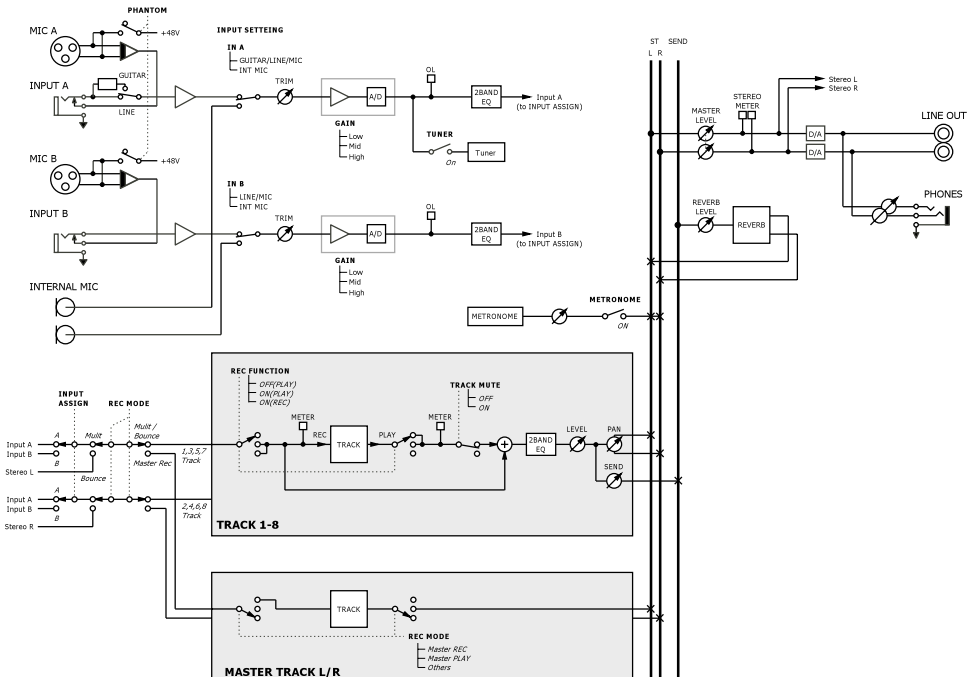 PHANTOM
MIC A
+48V
INPUT SETTEING
IN A
GUITAR/LINE/MIC
INT MIC
INPUT A
GUITAR
LINE
TRIM
A/D
GAIN
Low
Mid
High
OL
2BAND
EQ
Input A
(to INPUT ASSIGN)
TUNER
On
Tuner
MIC B
+48V
IN B
LINE/MIC
INT MIC
INPUT B
TRIM
A/D
GAIN
Low
Mid
High
OL
2BAND
EQ
Input B
(to INPUT ASSIGN)
INTERNAL MIC
METRONOME
METRONOME
ON
ST SEND
L R
Stereo L
Stereo R
MASTER
LEVEL
STEREO
METER
D/A
D/A
LINE OUT
PHONES
REVERB
LEVEL
REVERB
INPUT
ASSIGN
REC MODE
A
Mult
Mult /
Bounce
Input A
Input B
B
Master Rec
Stereo L
Bounce
1,3,5,7
Track
A
Input A
Input B
B
Stereo R
2,4,6,8
Track
REC FUNCTION
OFF(PLAY)
ON(PLAY)
ON(REC)
METER
REC
TRACK
PLAY
METER
TRACK MUTE
OFF
ON
2BAND
EQ
LEVEL
PAN
SEND
TRACK 1-8
TRACK
REC MODE
Master REC
Master PLAY
Others
MASTER TRACK L/R